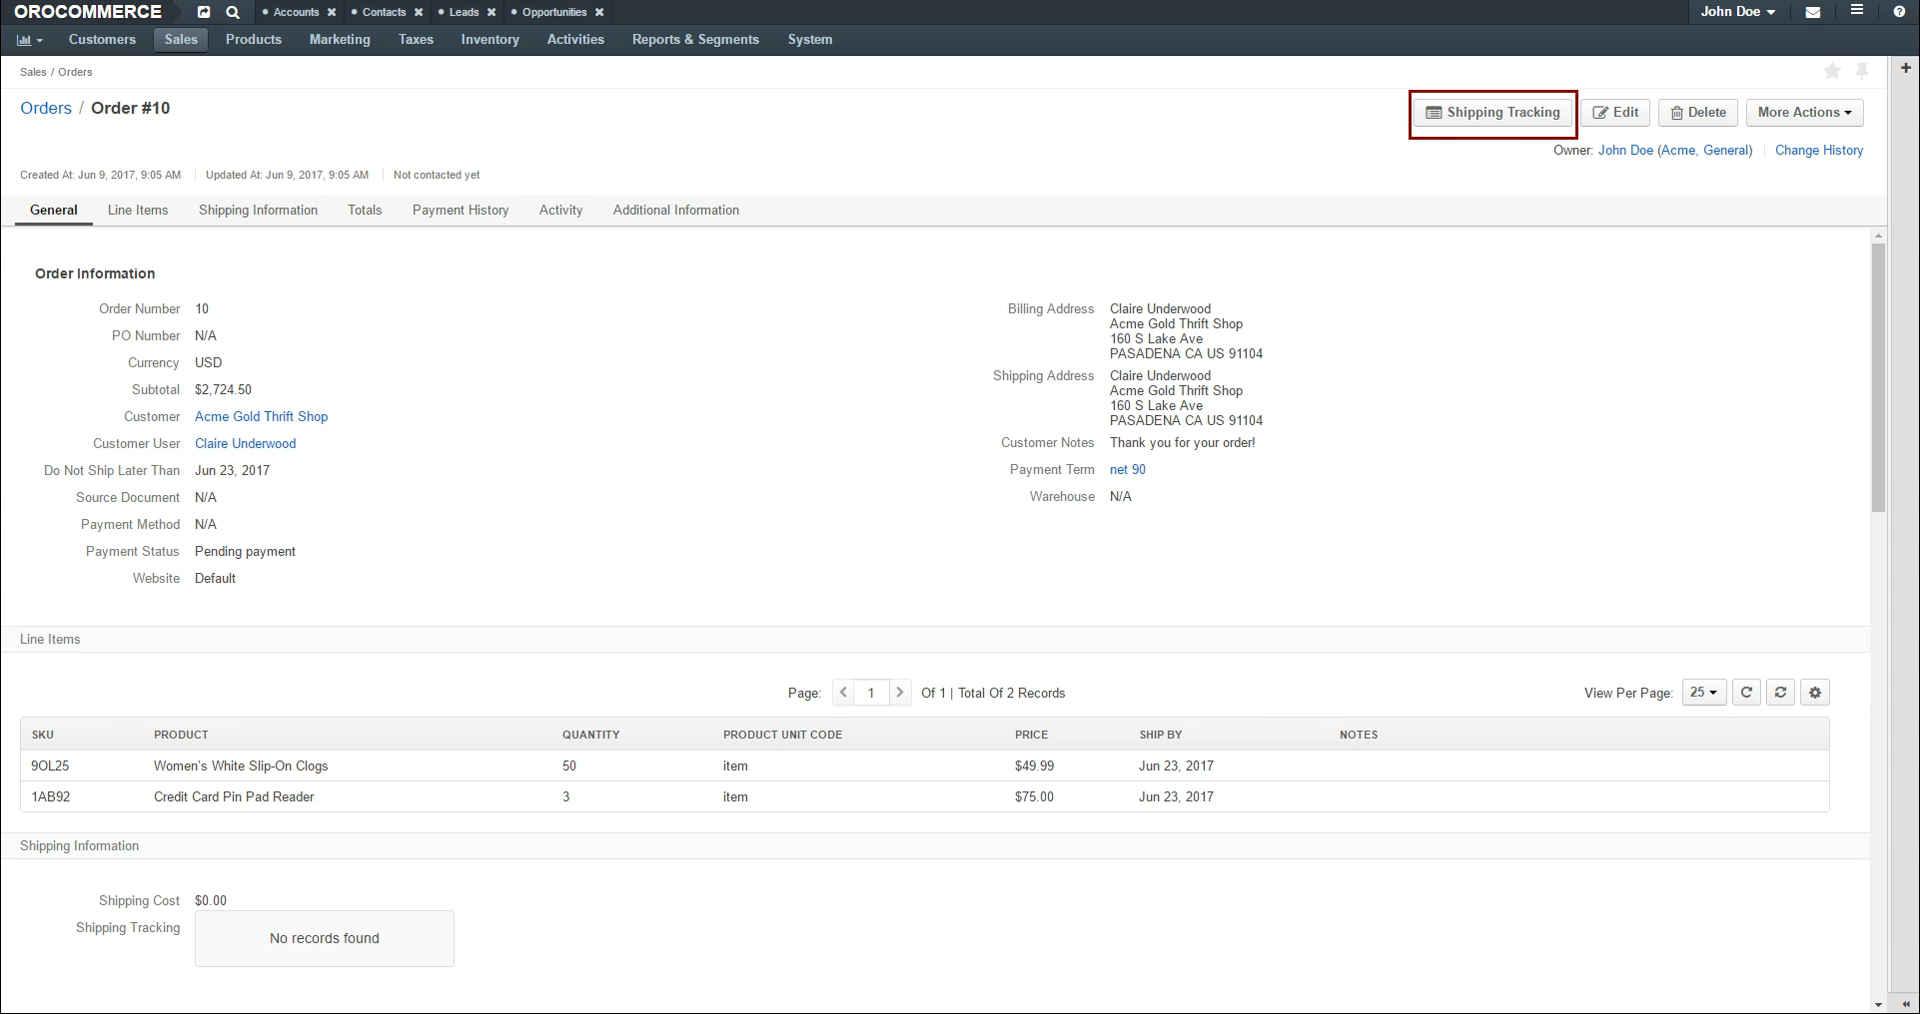 OROCOMMERCE
• Accounts ✖ • Contacts ✖ • Leads ✖ • Opportunities ✖
John Doe
Customers Sales Products Marketing Taxes Inventory Activities Reports & Segments System
Sales / Orders
Orders / Order #10
Shipping Tracking Edit Delete More Actions
Owner: John Doe (Acme, General) Change History
Created At: Jun 9, 2017, 9:05 AM Updated At: Jun 9, 2017, 9:05 AM Not contacted yet
General Line Items Shipping Information Totals Payment History Activity Additional Information
Order Information
Order Number 10
PO Number N/A
Currency USD
Subtotal $2,724.50
Customer Acme Gold Thrift Shop
Customer User Claire Underwood
Do Not Ship Later Than Jun 23, 2017
Source Document N/A
Payment Method N/A
Payment Status Pending payment
Website Default
Billing Address Claire Underwood
Acme Gold Thrift Shop
160 S Lake Ave
PASADENA CA US 91104
Shipping Address Claire Underwood
Acme Gold Thrift Shop
160 S Lake Ave
PASADENA CA US 91104
Customer Notes Thank you for your order!
Payment Term net 90
Warehouse N/A
Line Items
Page: 1 Of 1 | Total Of 2 Records View Per Page: 25
SKU PRODUCT QUANTITY PRODUCT UNIT CODE PRICE SHIP BY NOTES
9OL25 Women's White Slip-On Clogs 50 item $49.99 Jun 23, 2017
1AB92 Credit Card Pin Pad Reader 3 item $75.00 Jun 23, 2017
Shipping Information
Shipping Cost $0.00
Shipping Tracking No records found